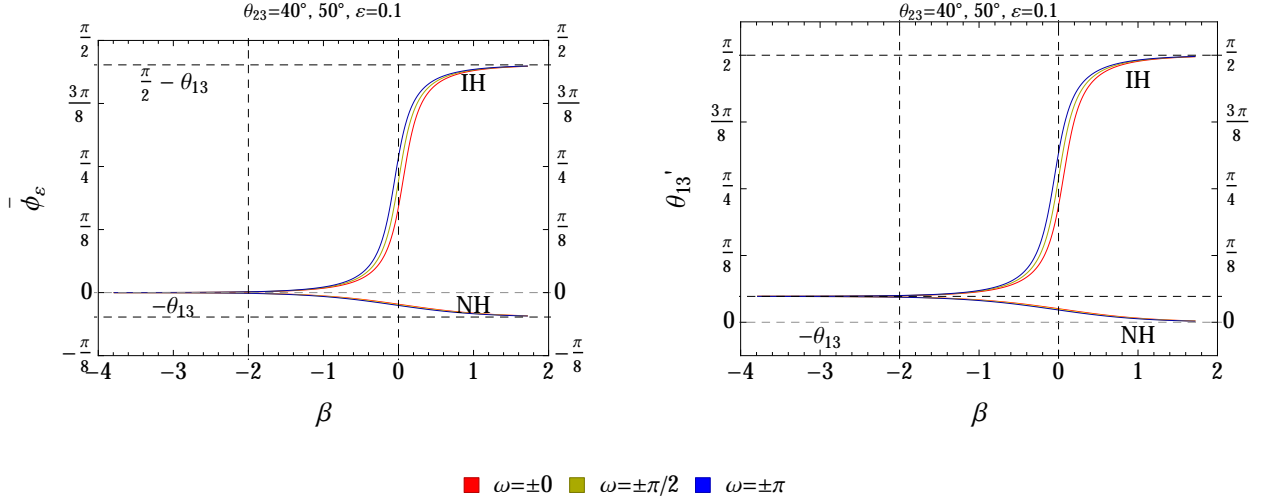 θ₂₃=40°, 50°, ε=0.1
π/2
3π/8
π/4
π/8
0
−π/8
π/2
3π/8
π/4
π/8
0
−π/8
π/2 − θ₁₃
−θ₁₃
IH
NH
ϕ̄_ε
−4 −3 −2 −1 0 1 2
β
θ₂₃=40°, 50°, ε=0.1
π/2
3π/8
π/4
π/8
0
π/2
3π/8
π/4
π/8
0
IH
NH
−θ₁₃
θ₁₃'
−4 −3 −2 −1 0 1 2
β
ω=±0 ω=±π/2 ω=±π